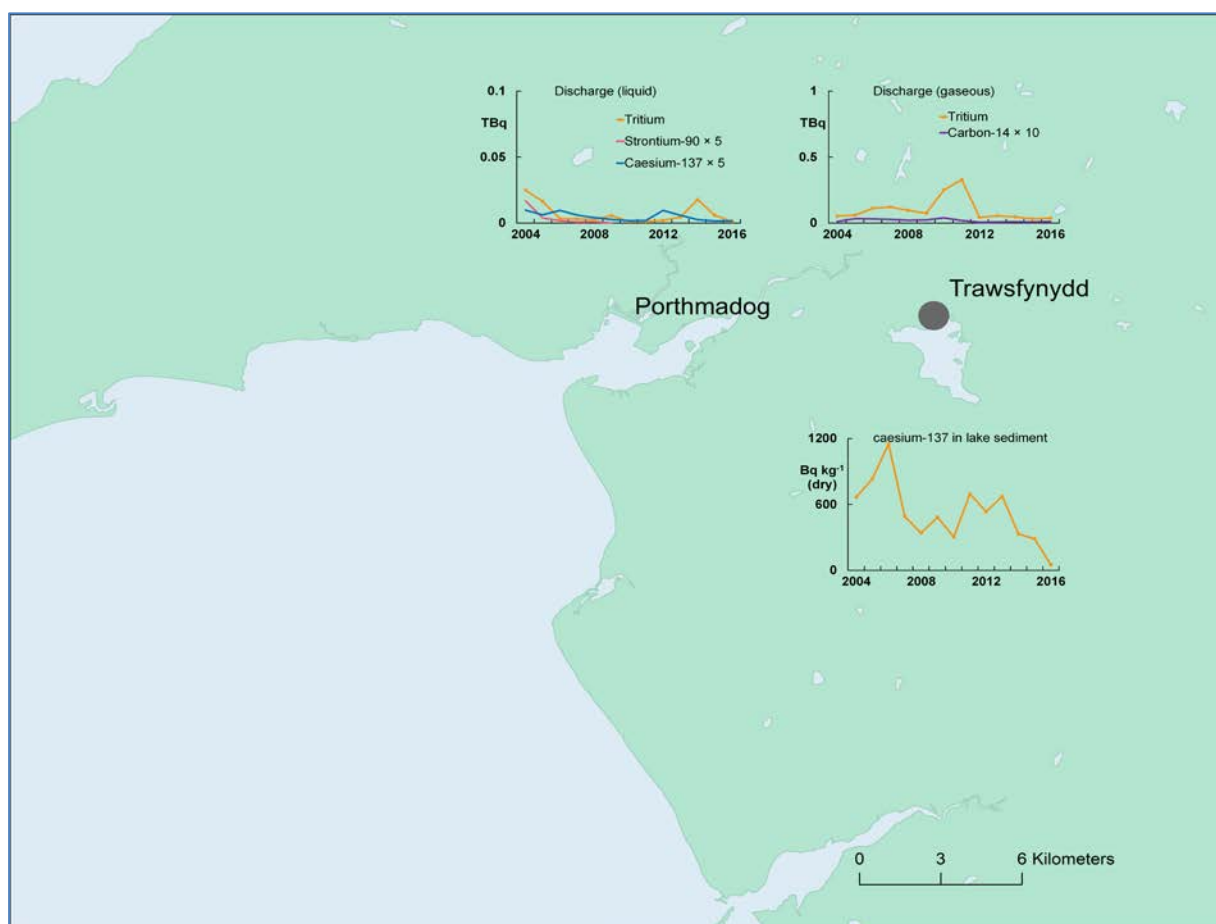 Discharge (liquid)
0.1
TBq
0.05
0
Tritium
Strontium-90 × 5
Caesium-137 × 5
2004 2008 2012 2016
Discharge (gaseous)
1
TBq
0.5
0
Tritium
Carbon-14 × 10
2004 2008 2012 2016
Porthmadog
Trawsfynydd
caesium-137 in lake sediment
1200
Bq kg⁻¹
(dry)
600
0
2004 2008 2012 2016
0 3 6 Kilometers